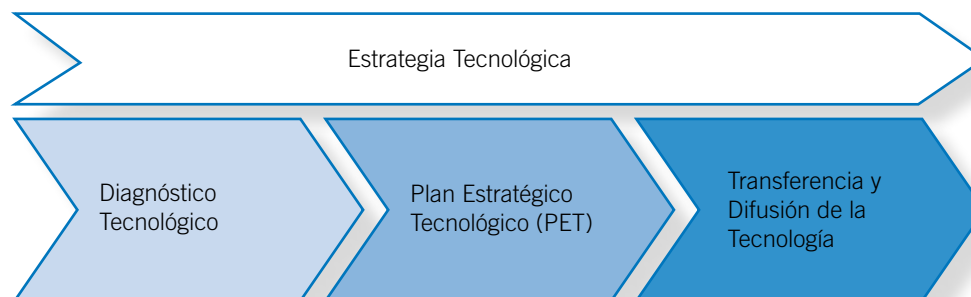 Estrategia Tecnológica
Diagnóstico
Tecnológico
Plan Estratégico
Tecnológico (PET)
Transferencia y
Difusión de la
Tecnología